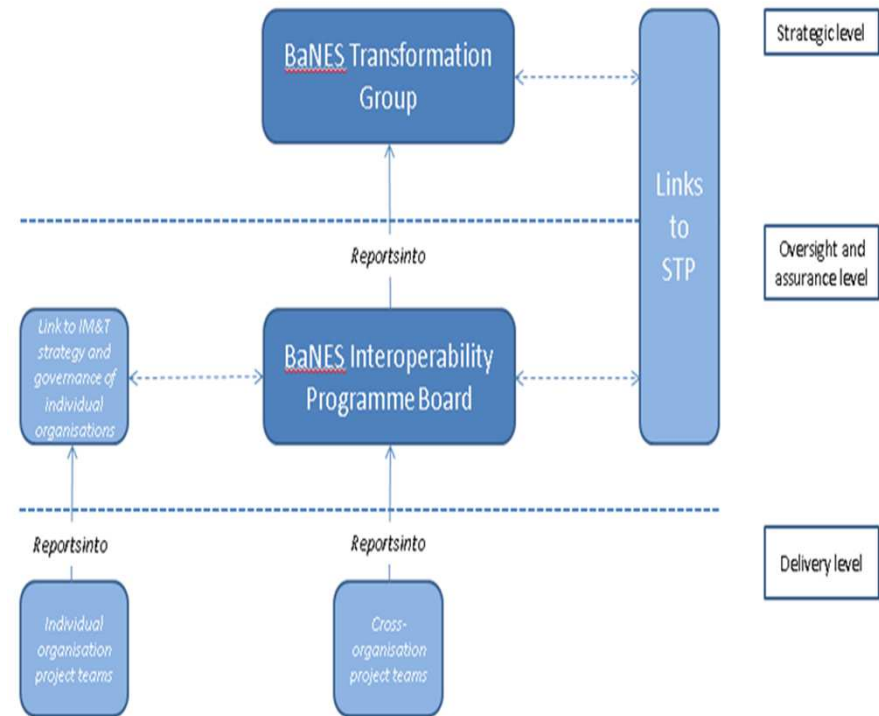 BaNES Transformation
Group
Strategic level
Links
to
STP
Reportsinto
Oversight and
assurance level
Link to IM&T
strategy and
governance of
individual
organisations
BaNES Interoperability
Programme Board
Reportsinto
Reportsinto
Delivery level
Individual
organisation
project teams
Cross-
organisation
project teams